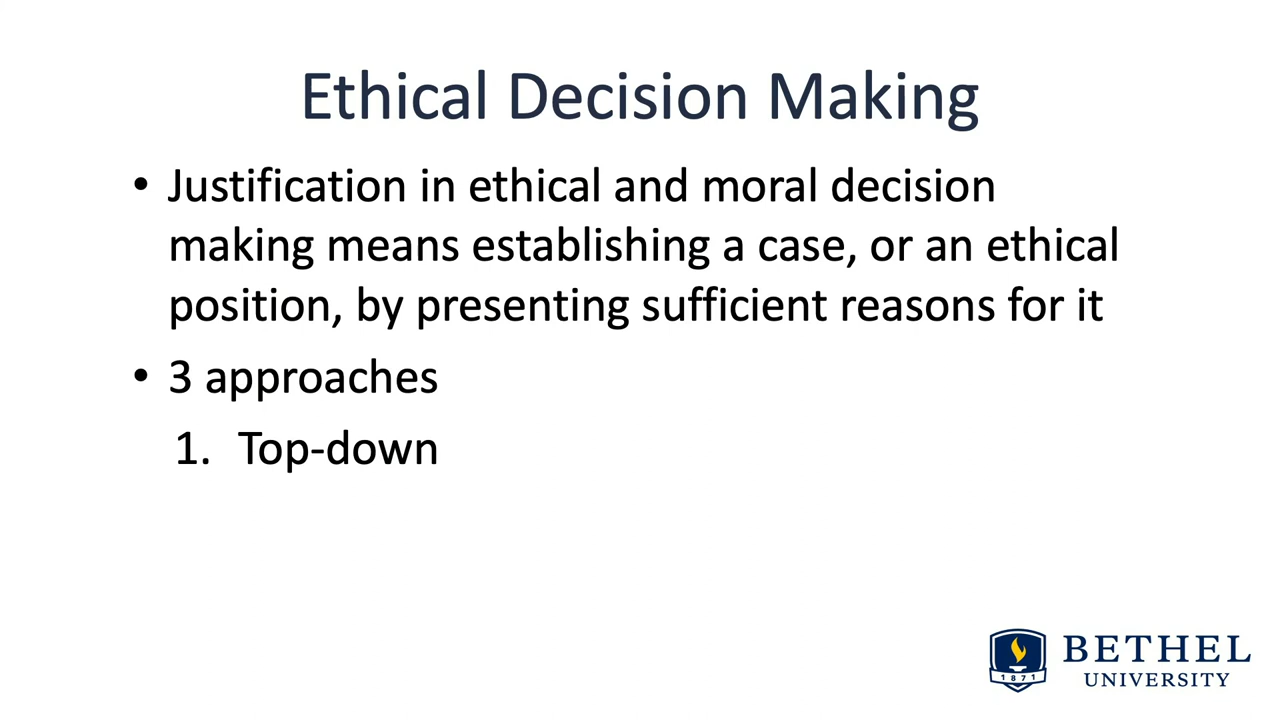 Ethical Decision Making
• Justification in ethical and moral decision
making means establishing a case, or an ethical
position, by presenting sufficient reasons for it
• 3 approaches
1. Top-down
1871
BETHEL
UNIVERSITY